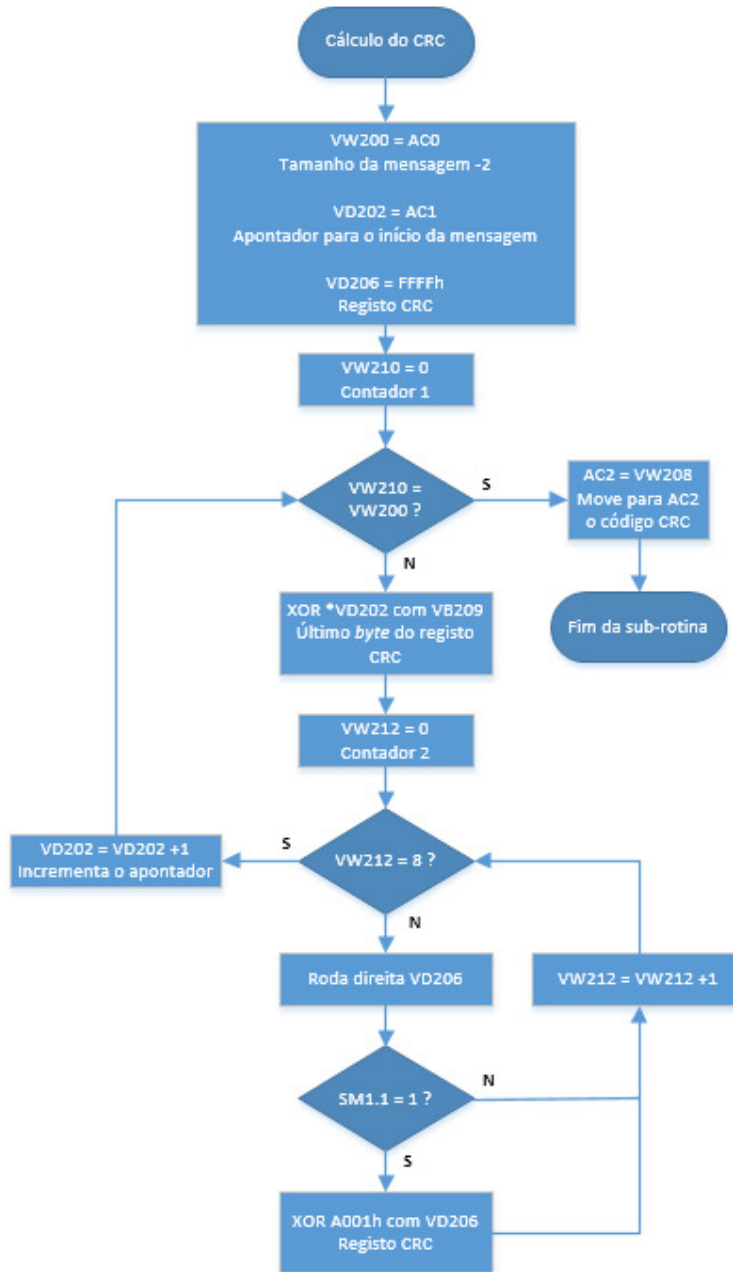 Cálculo do CRC
VW200 = AC0
Tamanho da mensagem -2
VD202 = AC1
Apontador para o início da mensagem
VD206 = FFFFh
Registo CRC
VW210 = 0
Contador 1
VW210 =
VW200 ?
S
AC2 = VW208
Move para AC2
o código CRC
N
XOR *VD202 com VB209
Último byte do registo
CRC
Fim da sub-rotina
VW212 = 0
Contador 2
VD202 = VD202 +1
Incrementa o apontador
S
VW212 = 8 ?
N
Roda direita VD206
VW212 = VW212 +1
SM1.1 = 1 ?
N
S
XOR A001h com VD206
Registo CRC